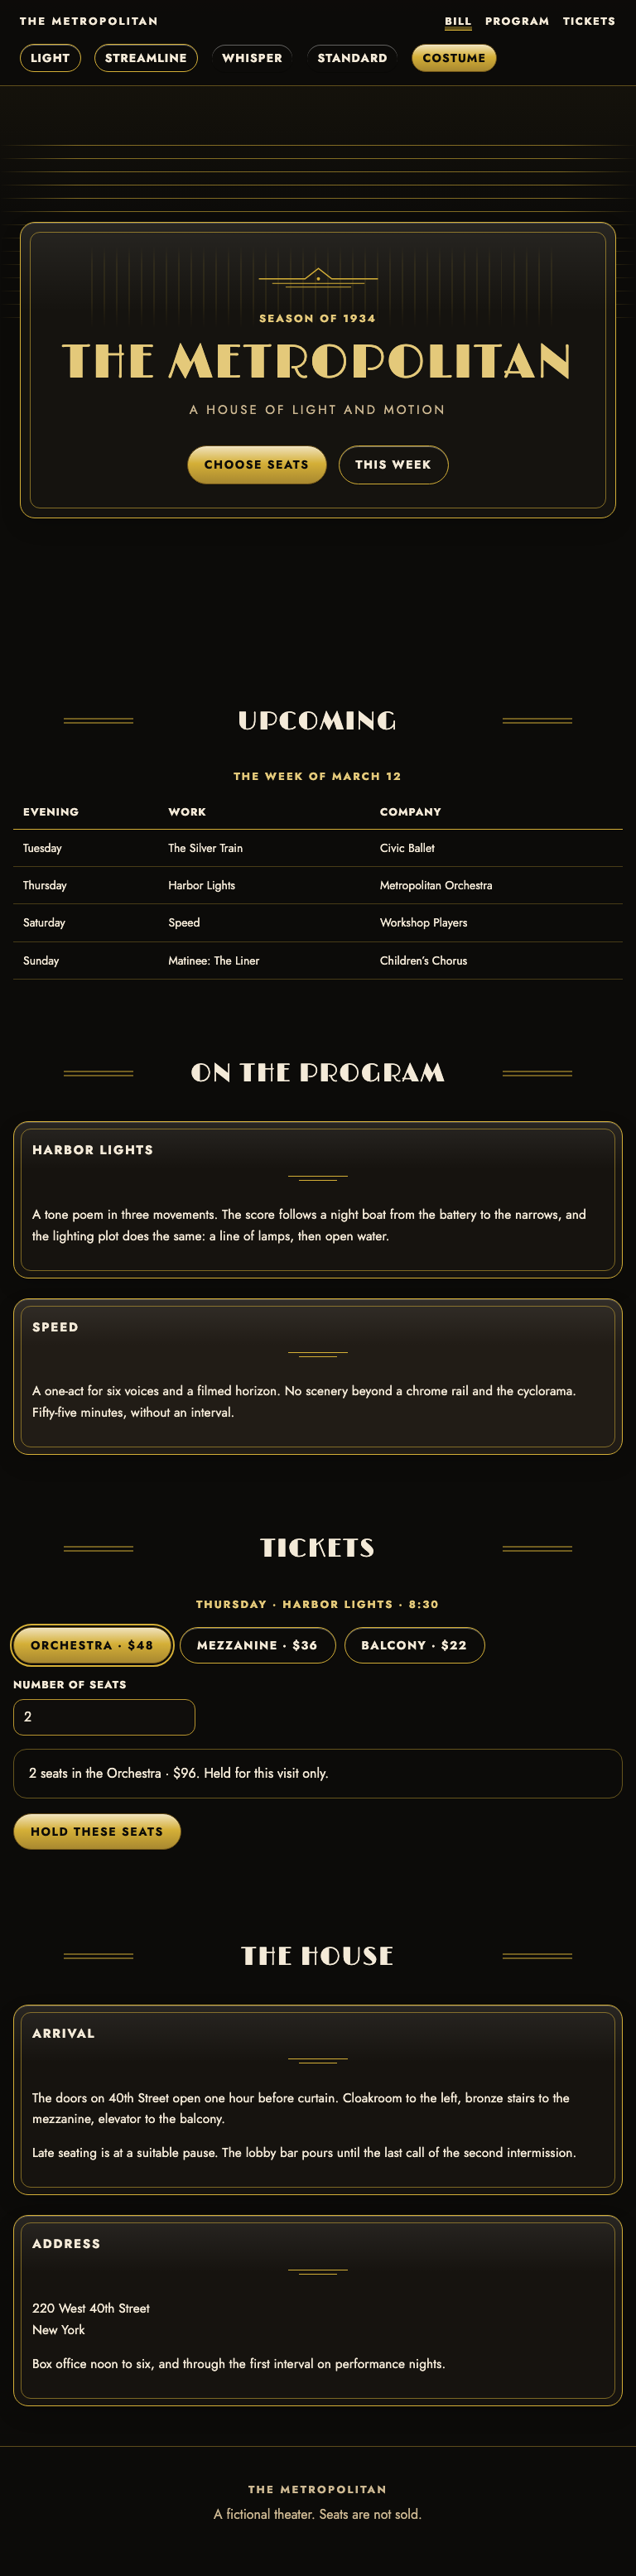 THE METROPOLITAN
BILL PROGRAM TICKETS
LIGHT STREAMLINE WHISPER STANDARD COSTUME
SEASON OF 1934
THE METROPOLITAN
A HOUSE OF LIGHT AND MOTION
CHOOSE SEATS THIS WEEK
UPCOMING
THE WEEK OF MARCH 12
EVENING WORK COMPANY
Tuesday The Silver Train Civic Ballet
Thursday Harbor Lights Metropolitan Orchestra
Saturday Speed Workshop Players
Sunday Matinee: The Liner Children's Chorus
ON THE PROGRAM
HARBOR LIGHTS
A tone poem in three movements. The score follows a night boat from the battery to the narrows, and
the lighting plot does the same: a line of lamps, then open water.
SPEED
A one-act for six voices and a filmed horizon. No scenery beyond a chrome rail and the cyclorama.
Fifty-five minutes, without an interval.
TICKETS
THURSDAY · HARBOR LIGHTS · 8:30
ORCHESTRA · $48 MEZZANINE · $36 BALCONY · $22
NUMBER OF SEATS
2
2 seats in the Orchestra · $96. Held for this visit only.
HOLD THESE SEATS
THE HOUSE
ARRIVAL
The doors on 40th Street open one hour before curtain. Cloakroom to the left, bronze stairs to the
mezzanine, elevator to the balcony.
Late seating is at a suitable pause. The lobby bar pours until the last call of the second intermission.
ADDRESS
220 West 40th Street
New York
Box office noon to six, and through the first interval on performance nights.
THE METROPOLITAN
A fictional theater. Seats are not sold.